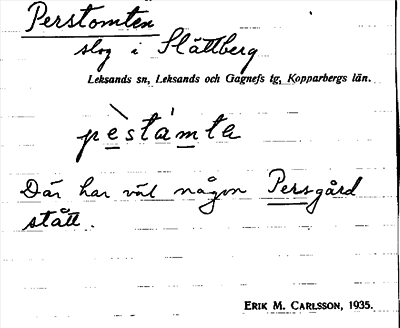 Perstomten
slog i Slättberg
Leksands sn, Leksands och Gagnefs tg, Kopparbergs län.
pèstámta
Där har väl någon Persgård
stått.
ERIK M. CARLSSON, 1935.